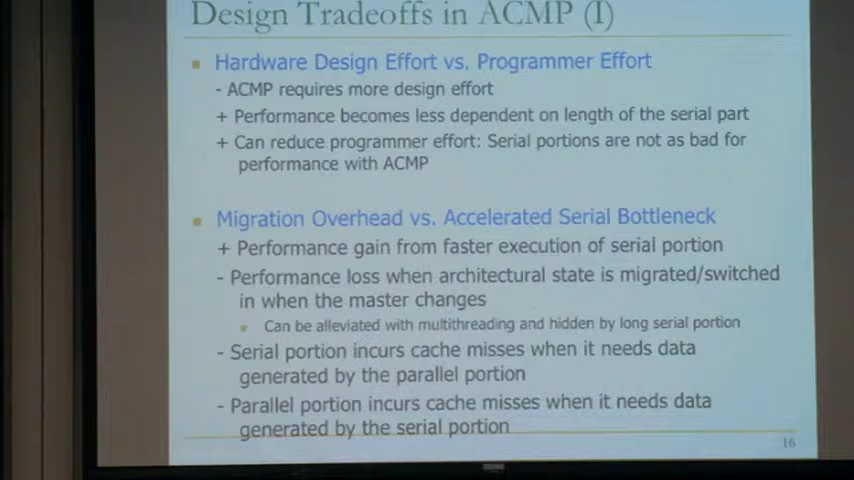 Design Tradeoffs in ACMP (I)
Hardware Design Effort vs. Programmer Effort
- ACMP requires more design effort
+ Performance becomes less dependent on length of the serial part
+ Can reduce programmer effort: Serial portions are not as bad for
performance with ACMP
Migration Overhead vs. Accelerated Serial Bottleneck
+ Performance gain from faster execution of serial portion
- Performance loss when architectural state is migrated/switched
in when the master changes
Can be alleviated with multithreading and hidden by long serial portion
- Serial portion incurs cache misses when it needs data
generated by the parallel portion
- Parallel portion incurs cache misses when it needs data
generated by the serial portion
16